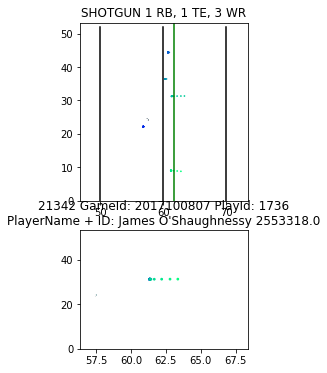 SHOTGUN 1 RB, 1 TE, 3 WR
50
40
30
20
10
0
50 60 70
21342 GameId: 2017100807 PlayId: 1736
PlayerName + ID: James O'Shaughnessy 2553318.0
40
20
0
57.5 60.0 62.5 65.0 67.5